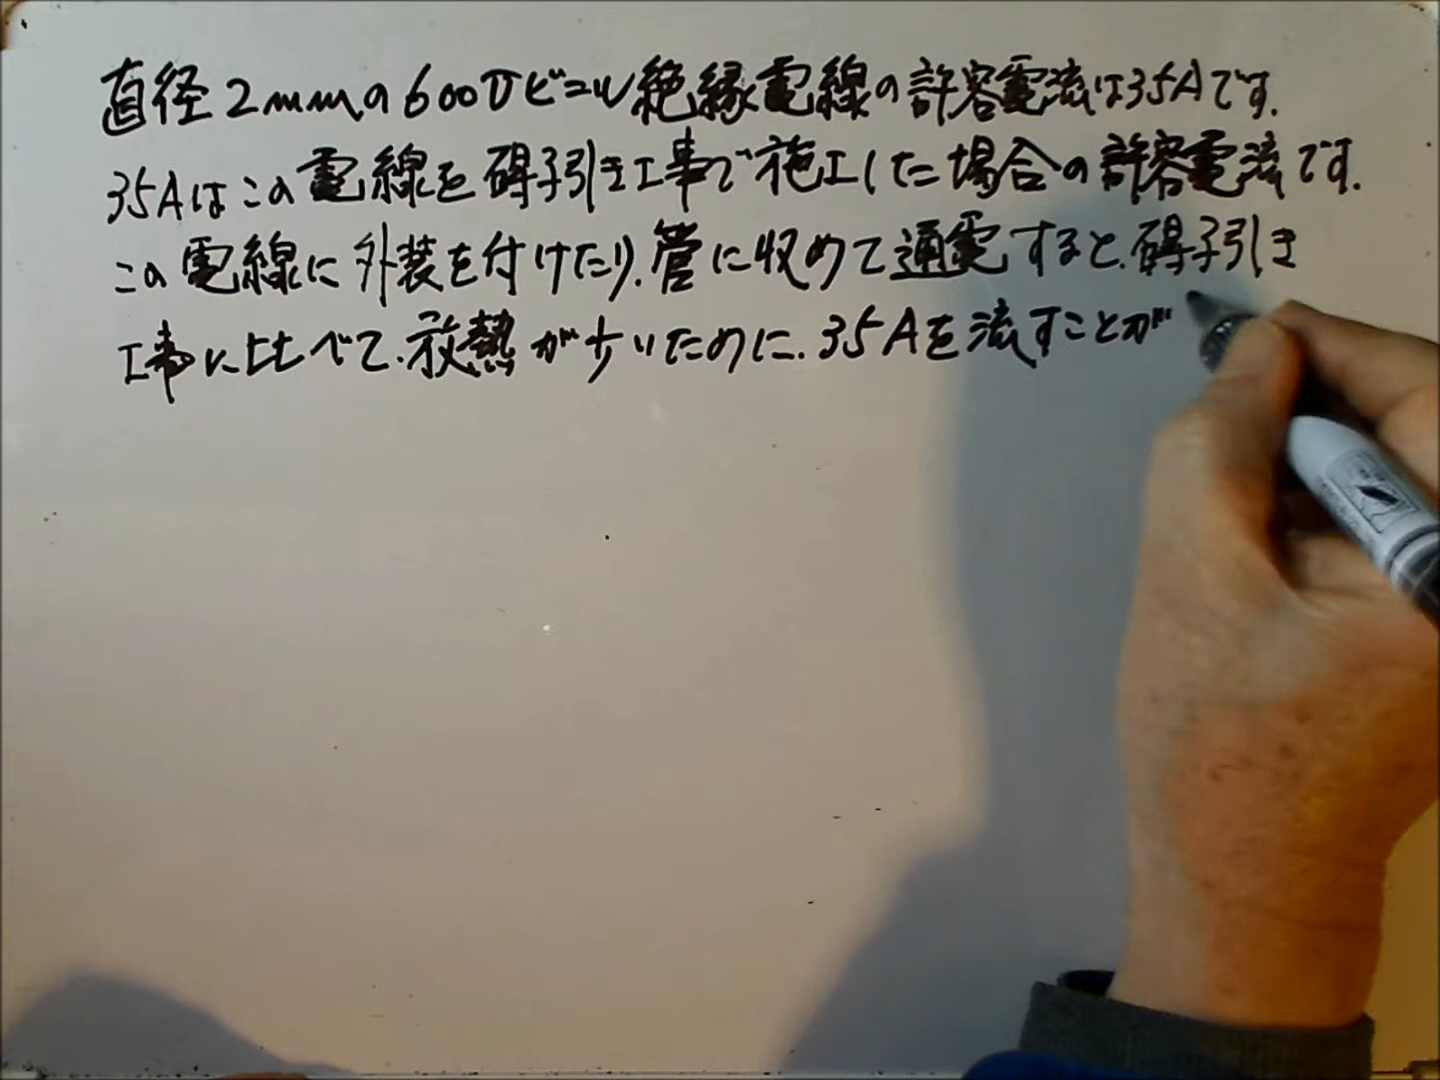 直径2mmの600Vビニル絶縁電線の許容電流は35Aです.
35Aはこの電線を碍子引き工事で施工した場合の許容電流です.
この電線に外装を付けたり.管に収めて通電すると.碍子引き
工事に比べて.放熱が少いために.35Aを流すことが